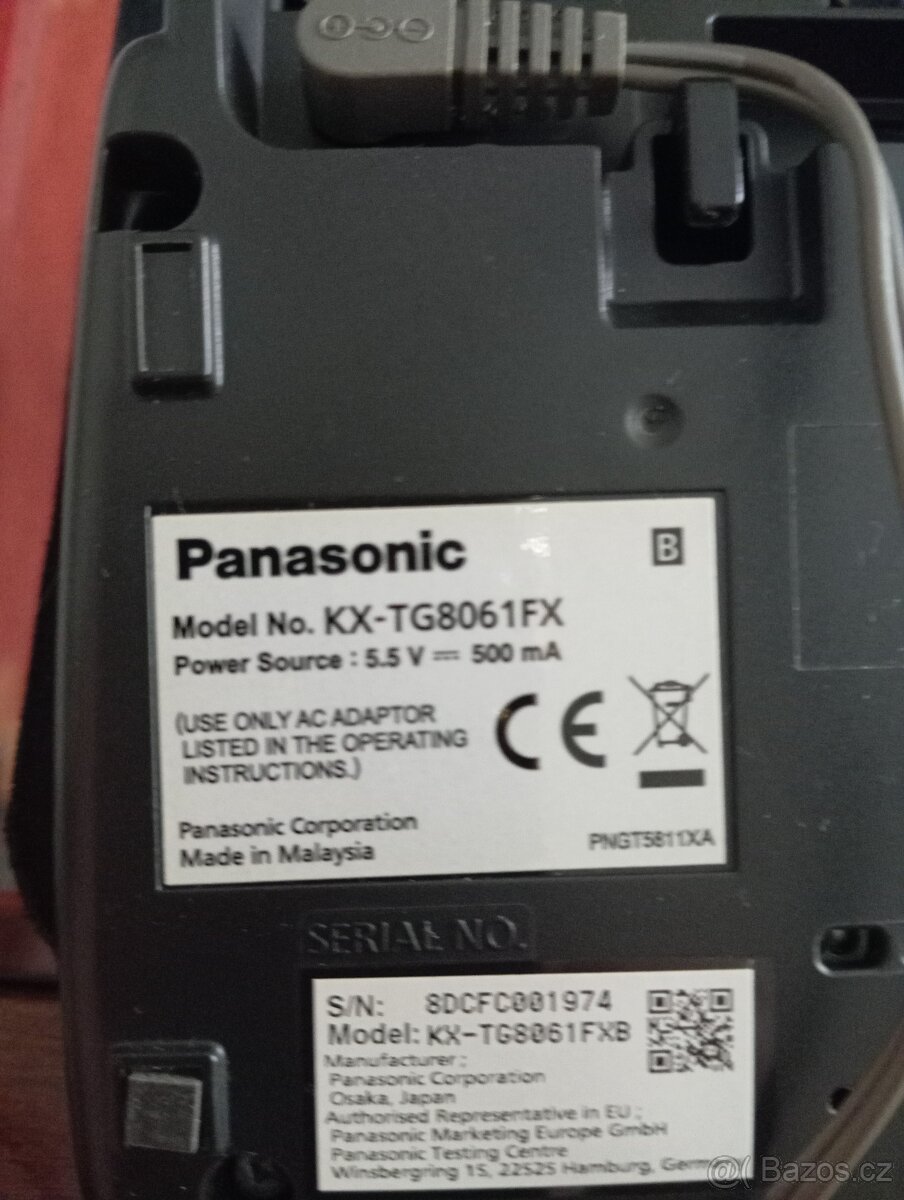 Panasonic
B
Model No. KX-TG8061FX
Power Source : 5.5 V ⎓ 500 mA
(USE ONLY AC ADAPTOR
LISTED IN THE OPERATING
INSTRUCTIONS.)
CE
Panasonic Corporation
Made in Malaysia
PNGT5811XA
SERIAL NO.
S/N: 8DCFC001974
Model: KX-TG8061FXB
Manufacturer ;
Panasonic Corporation
Osaka, Japan
Authorised Representative in EU ;
Panasonic Marketing Europe GmbH
Panasonic Testing Centre
Winsbergring 15, 22525 Hamburg, Germ
Bazos.cz